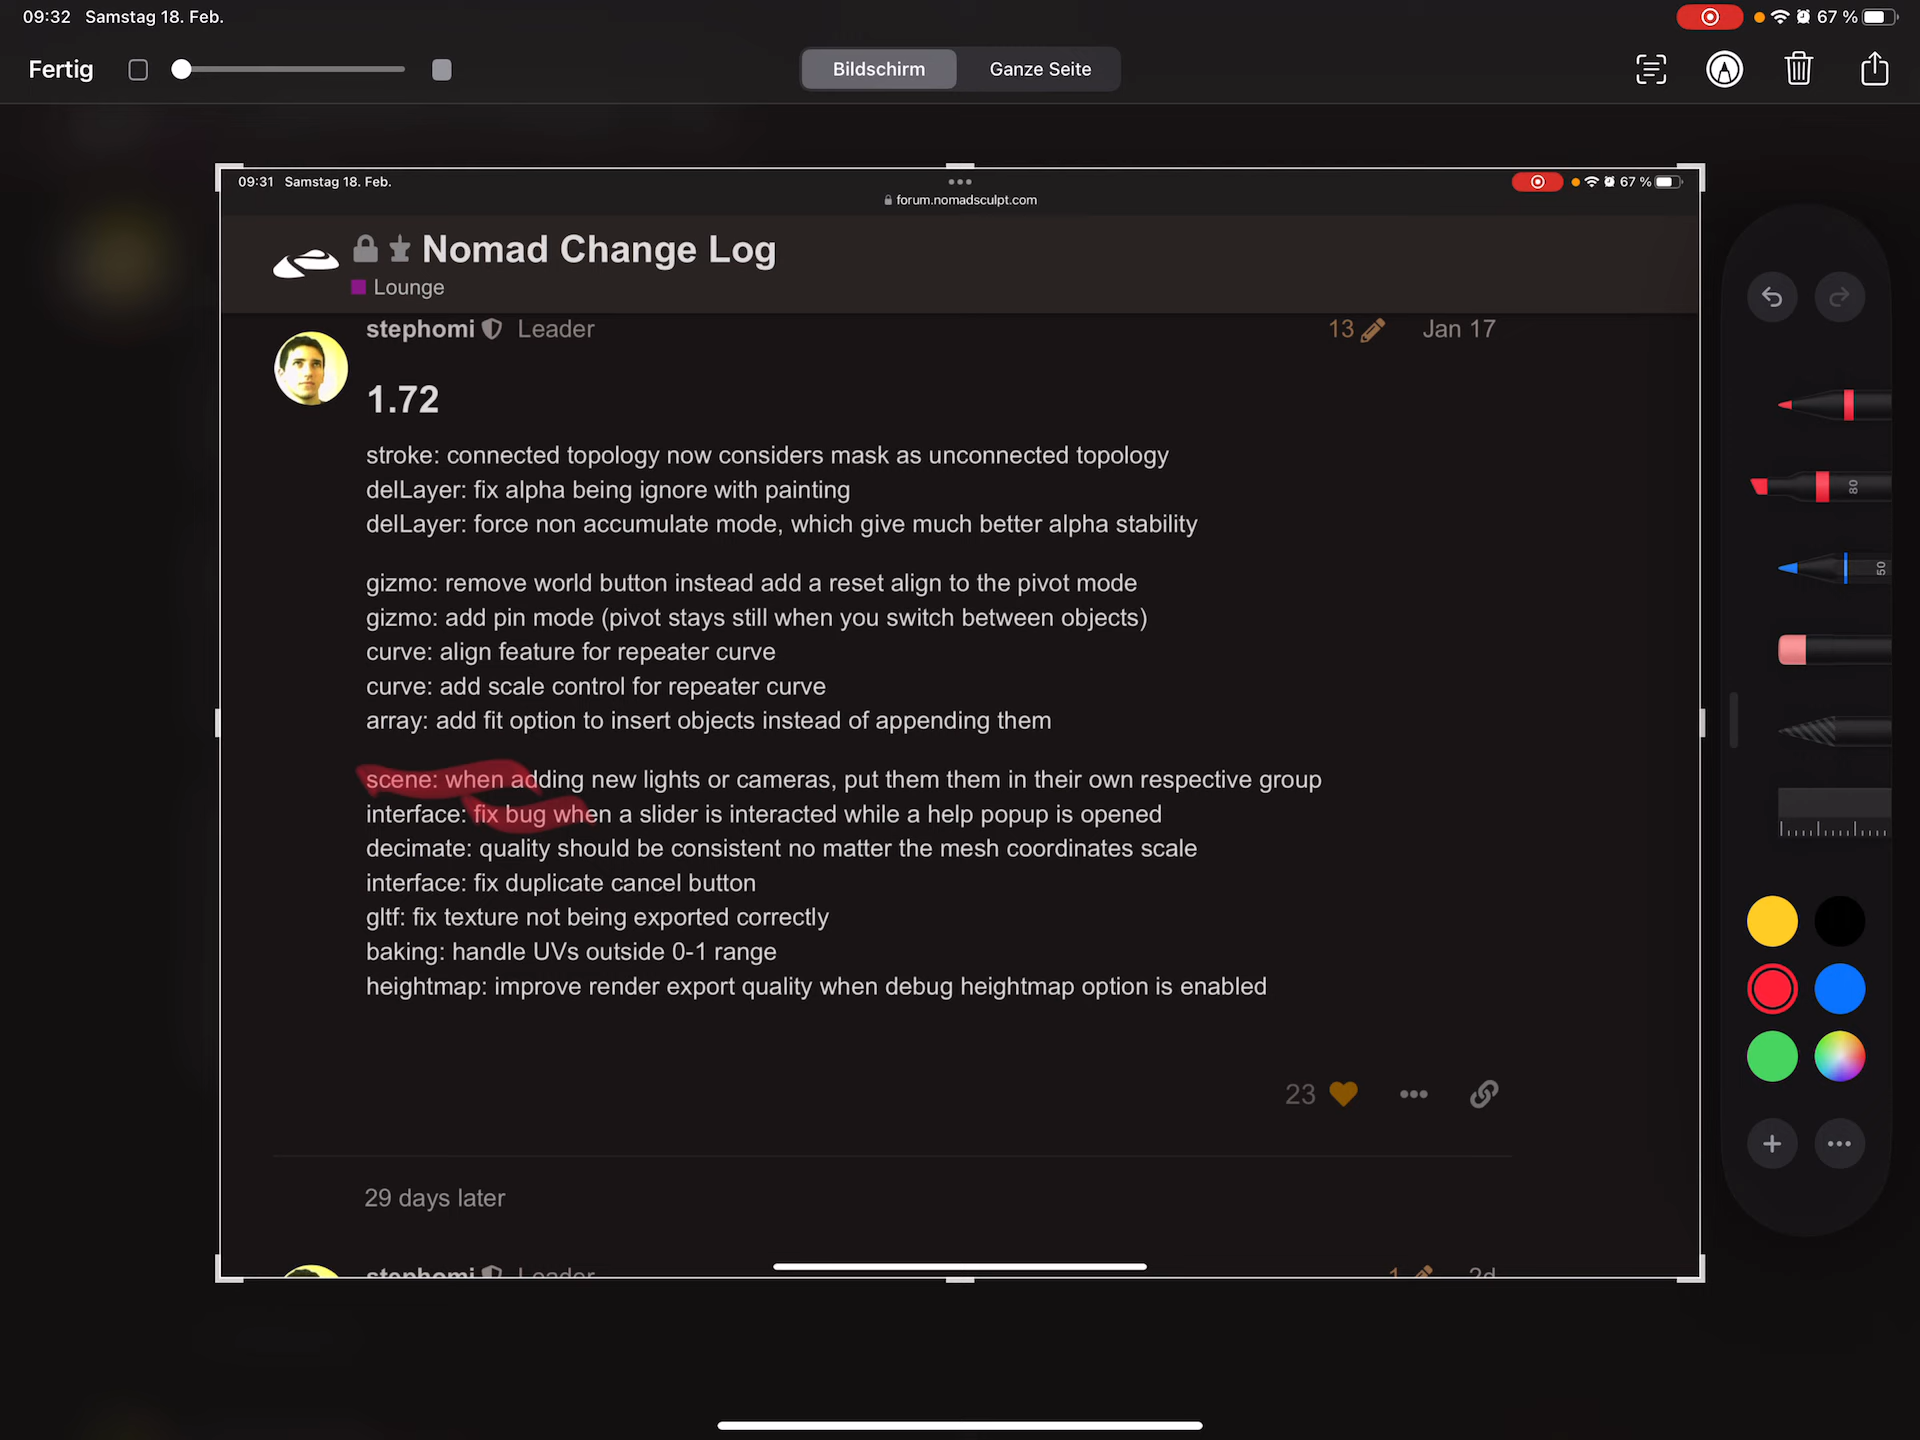 09:32 Samstag 18. Feb.
67 %
Fertig
Bildschirm
Ganze Seite
09:31 Samstag 18. Feb.
67 %
forum.nomadsculpt.com
Nomad Change Log
Lounge
stephomi Leader 13 Jan 17
1.72
stroke: connected topology now considers mask as unconnected topology
delLayer: fix alpha being ignore with painting
delLayer: force non accumulate mode, which give much better alpha stability
gizmo: remove world button instead add a reset align to the pivot mode
gizmo: add pin mode (pivot stays still when you switch between objects)
curve: align feature for repeater curve
curve: add scale control for repeater curve
array: add fit option to insert objects instead of appending them
scene: when adding new lights or cameras, put them them in their own respective group
interface: fix bug when a slider is interacted while a help popup is opened
decimate: quality should be consistent no matter the mesh coordinates scale
interface: fix duplicate cancel button
gltf: fix texture not being exported correctly
baking: handle UVs outside 0-1 range
heightmap: improve render export quality when debug heightmap option is enabled
23
29 days later
stephomi Leader 1 2d
80
50